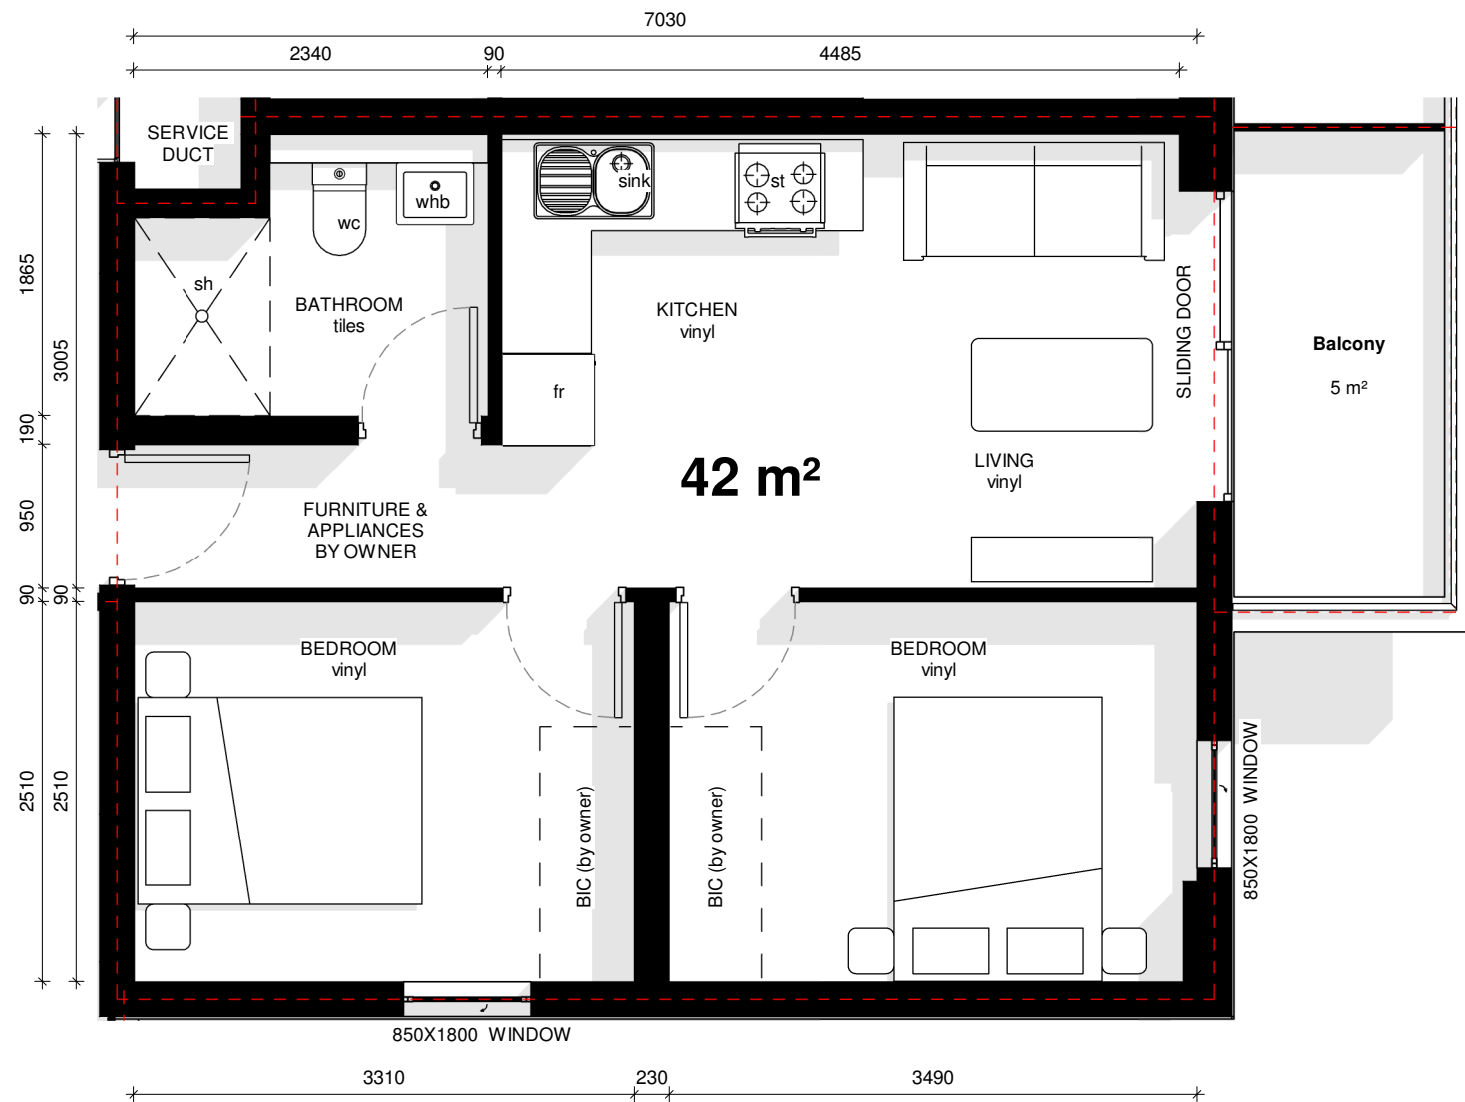 7030
2340
90
4485
SERVICE
DUCT
sink
st
whb
wc
1865
sh
BATHROOM
tiles
KITCHEN
vinyl
SLIDING DOOR
Balcony
5 m²
3005
fr
190
42 m²
LIVING
vinyl
950
FURNITURE &
APPLIANCES
BY OWNER
90
90
BEDROOM
vinyl
BEDROOM
vinyl
2510
2510
BIC (by owner)
BIC (by owner)
850X1800 WINDOW
850X1800 WINDOW
3310
230
3490